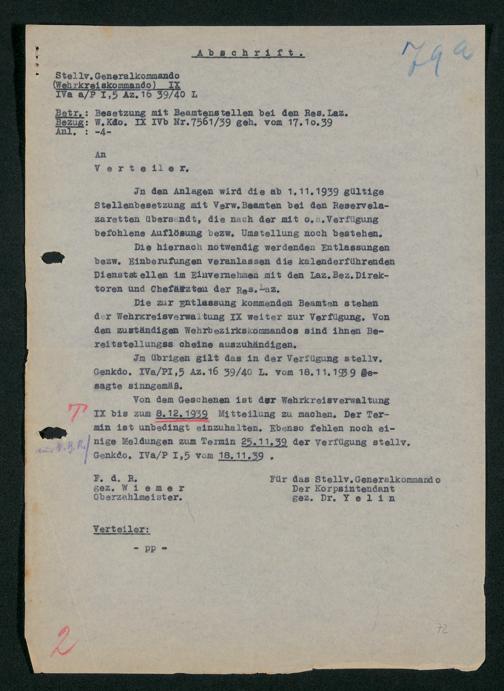 79a
Abschrift.
Stellv.Generalkommando
(Wehrkreiskommando) IX
IVa a/P I,5 Az.16 39/40 L
Betr.: Besetzung mit Beamtenstellen bei den Res.Laz.
Bezug: W.Kdo. IX IVb Nr.7561/39 geh. vom 17.10.39
Anl. : -4-
An
Verteiler.
Jn den Anlagen wird die ab 1.11.1939 gültige
Stellenbesetzung mit Verw.Beamten bei den Reservela-
zaretten übersandt, die nach der mit o.a.Verfügung
befohlene Auflösung bezw. Umstellung noch bestehen.
Die hiernach notwendig werdenden Entlassungen
bezw. Einberufungen veranlassen die kalenderführenden
Dienststellen im Einvernehmen mit den Laz.Bez.Direk-
toren und Chefärzten der Res.Laz.
Die zur Entlassung kommenden Beamten stehen
der Wehrkreisverwaltung IX weiter zur Verfügung. Von
den zuständigen Wehrbezirkskommandos sind ihnen Be-
reitstellungss cheine auszuhändigen.
Jm übrigen gilt das in der Verfügung stellv.
Genkdo. IVa/PI,5 Az.16 39/40 L. vom 18.11.1939 Ge-
sagte sinngemäß.
Von dem Geschenen ist der Wehrkreisverwaltung
T IX bis zum 8.12.1939 Mitteilung zu machen. Der Ter-
min ist unbedingt einzuhalten. Ebenso fehlen noch ei-
nige Meldungen zum Termin 25.11.39 der Verfügung stellv.
Genkdo. IVa/P I,5 vom 18.11.39 .
F. d. R.
gez. Wiemer
Oberzahlmeister.
Für das Stellv.Generalkommando
Der Korpsintendant
gez. Dr. Yelin
Verteiler:
- pp -
2
72